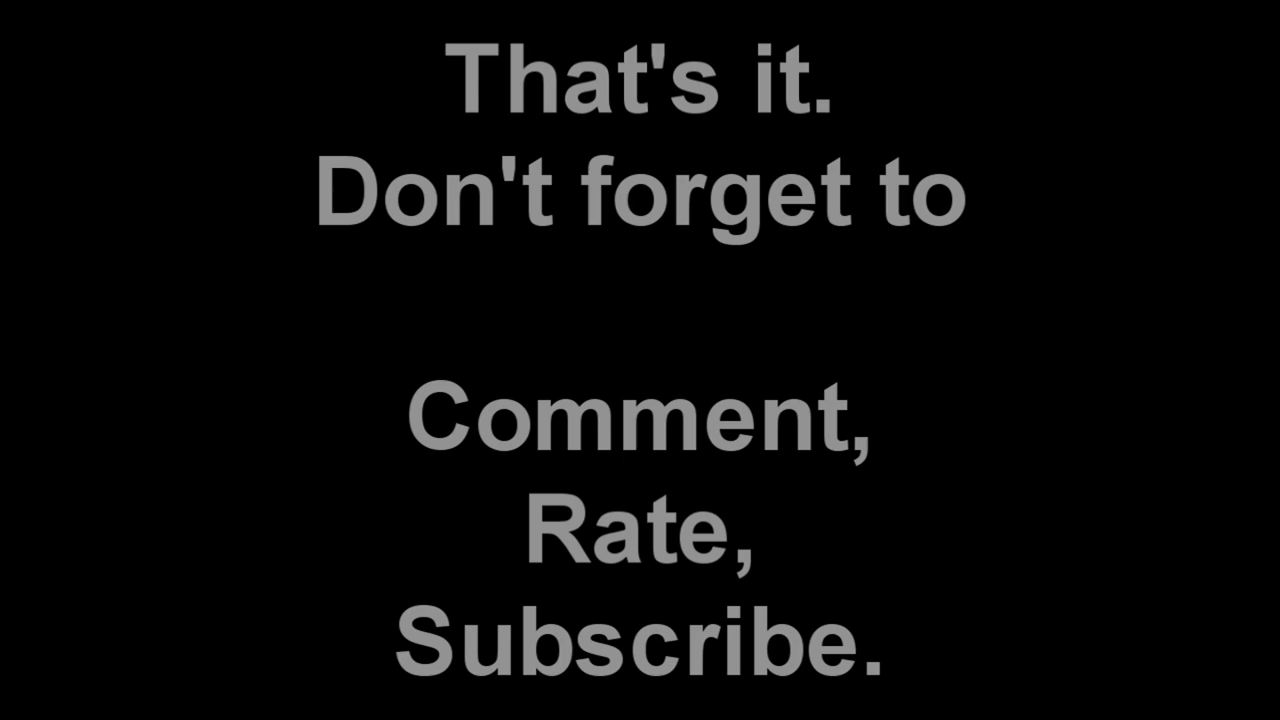 That's it.
Don't forget to
Comment,
Rate,
Subscribe.